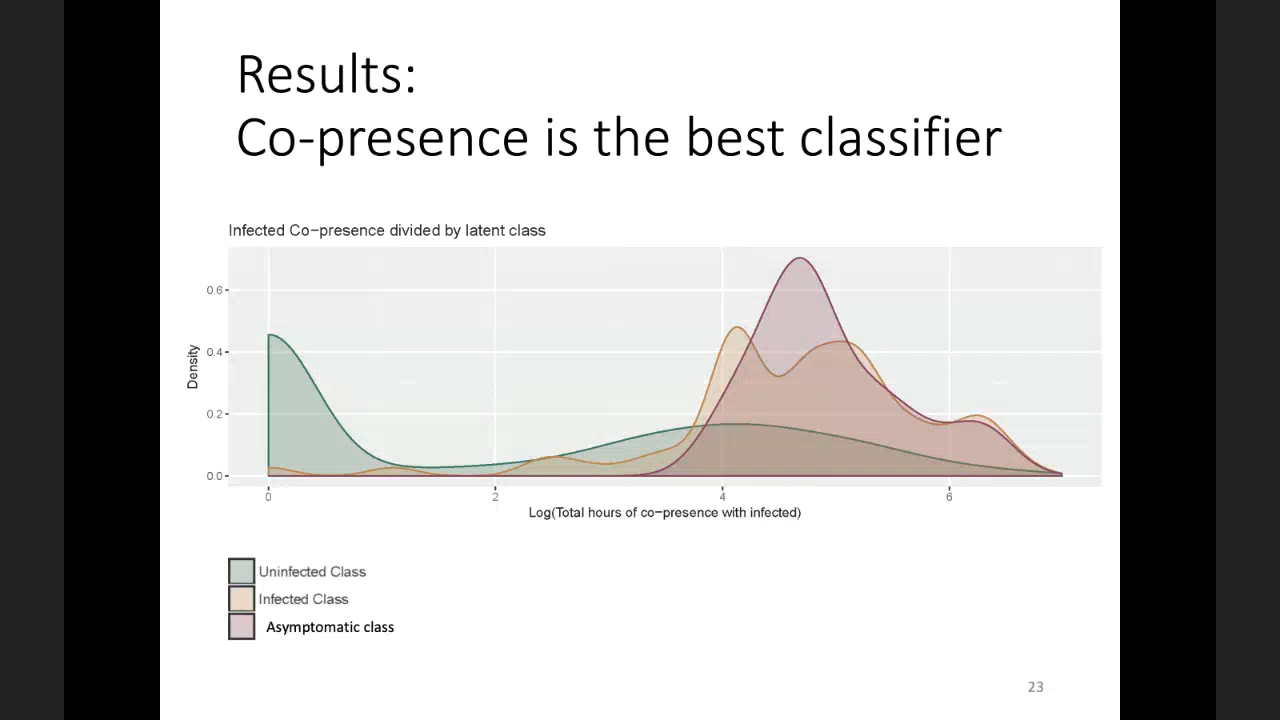 Results:
Co-presence is the best classifier
Infected Co−presence divided by latent class
0.6
0.4
0.2
0.0
Density
0
2
4
6
Log(Total hours of co−presence with infected)
Uninfected Class
Infected Class
Asymptomatic class
23